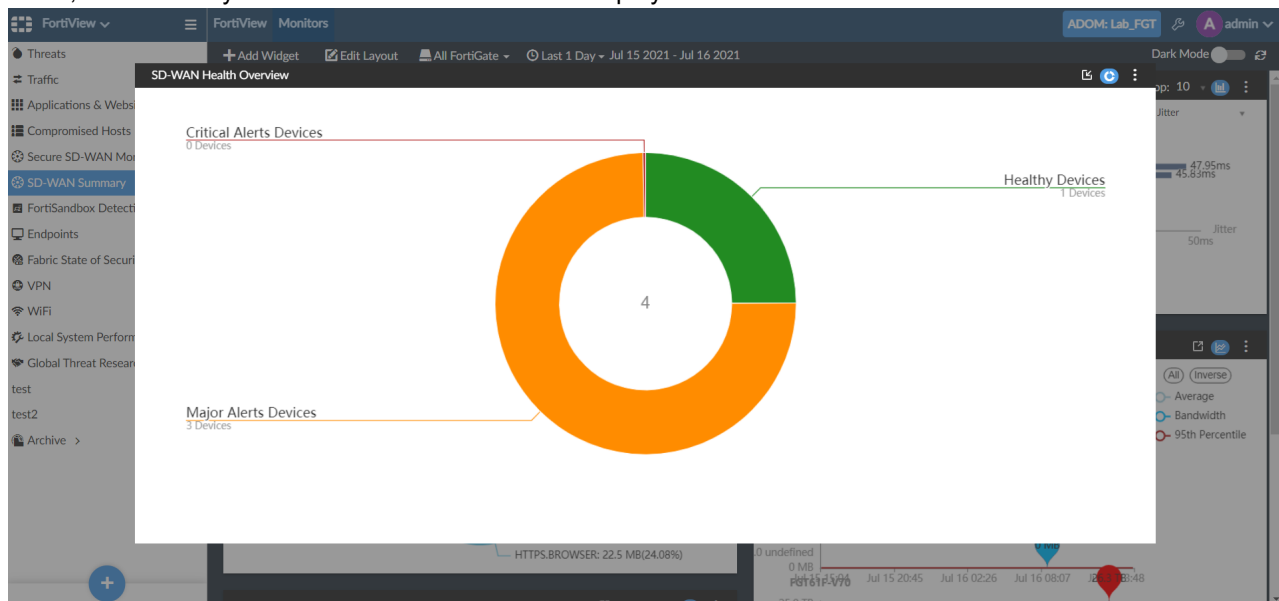 FortiView
FortiView Monitors
ADOM: Lab_FGT
A admin
Threats
Traffic
Applications & Websi
Compromised Hosts
Secure SD-WAN Mon
SD-WAN Summary
FortiSandbox Detecti
Endpoints
Fabric State of Securi
VPN
WiFi
Local System Perform
Global Threat Resear
test
test2
Archive >
+ Add Widget Edit Layout All FortiGate Last 1 Day Jul 15 2021 - Jul 16 2021
Dark Mode
SD-WAN Health Overview
op: 10
Jitter
47.95ms
45.83ms
Jitter
50ms
Critical Alerts Devices
0 Devices
Healthy Devices
1 Devices
4
Major Alerts Devices
3 Devices
All Inverse
Average
Bandwidth
95th Percentile
HTTPS.BROWSER: 22.5 MB(24.08%)
.0 undefined
0 MB
0 MB
Jul 15 20:45 Jul 16 02:26 Jul 16 08:07